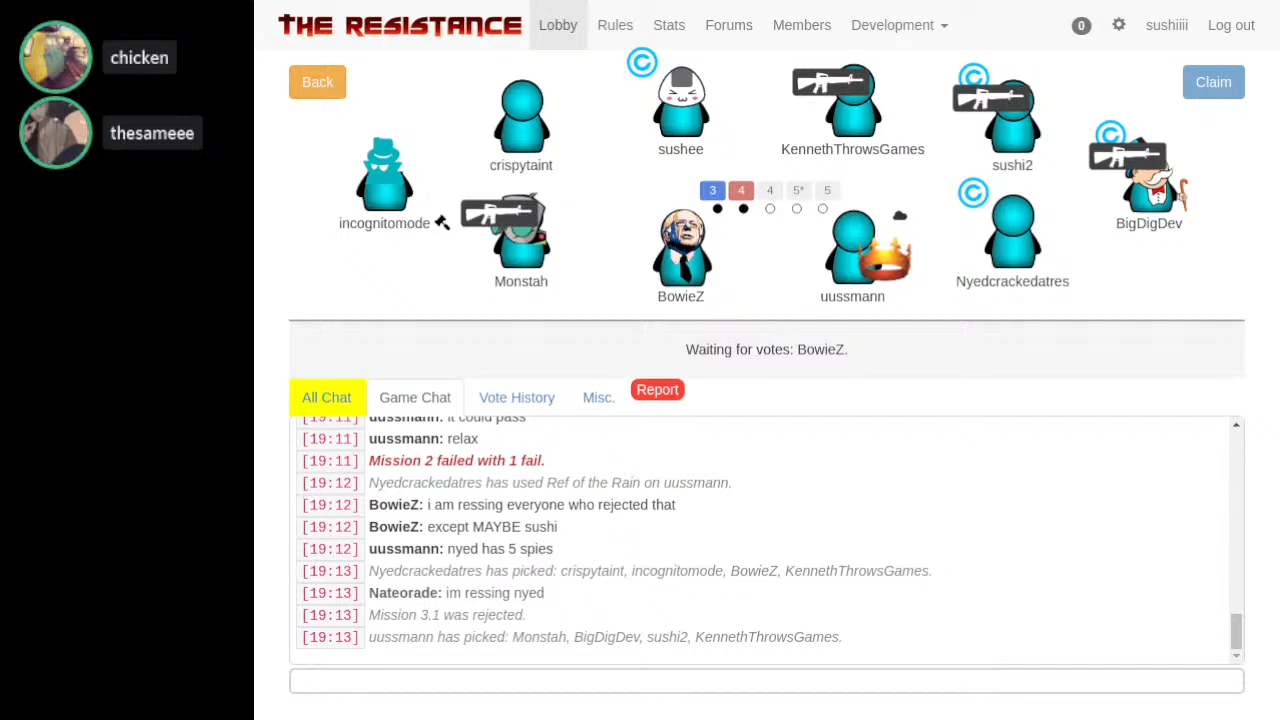 chicken
thesameee
THE RESISTANCE Lobby Rules Stats Forums Members Development 0 sushiiii Log out
Back
Claim
crispytaint
sushee
KennethThrowsGames
sushi2
incognitomode
BigDigDev
3 4 4 5* 5
Monstah
BowieZ
uussmann
Nyedcrackedatres
Waiting for votes: BowieZ.
All Chat Game Chat Vote History Misc. Report
[19:11] uussmann: it could pass
[19:11] uussmann: relax
[19:11] Mission 2 failed with 1 fail.
[19:12] Nyedcrackedatres has used Ref of the Rain on uussmann.
[19:12] BowieZ: i am ressing everyone who rejected that
[19:12] BowieZ: except MAYBE sushi
[19:12] uussmann: nyed has 5 spies
[19:13] Nyedcrackedatres has picked: crispytaint, incognitomode, BowieZ, KennethThrowsGames.
[19:13] Nateorade: im ressing nyed
[19:13] Mission 3.1 was rejected.
[19:13] uussmann has picked: Monstah, BigDigDev, sushi2, KennethThrowsGames.